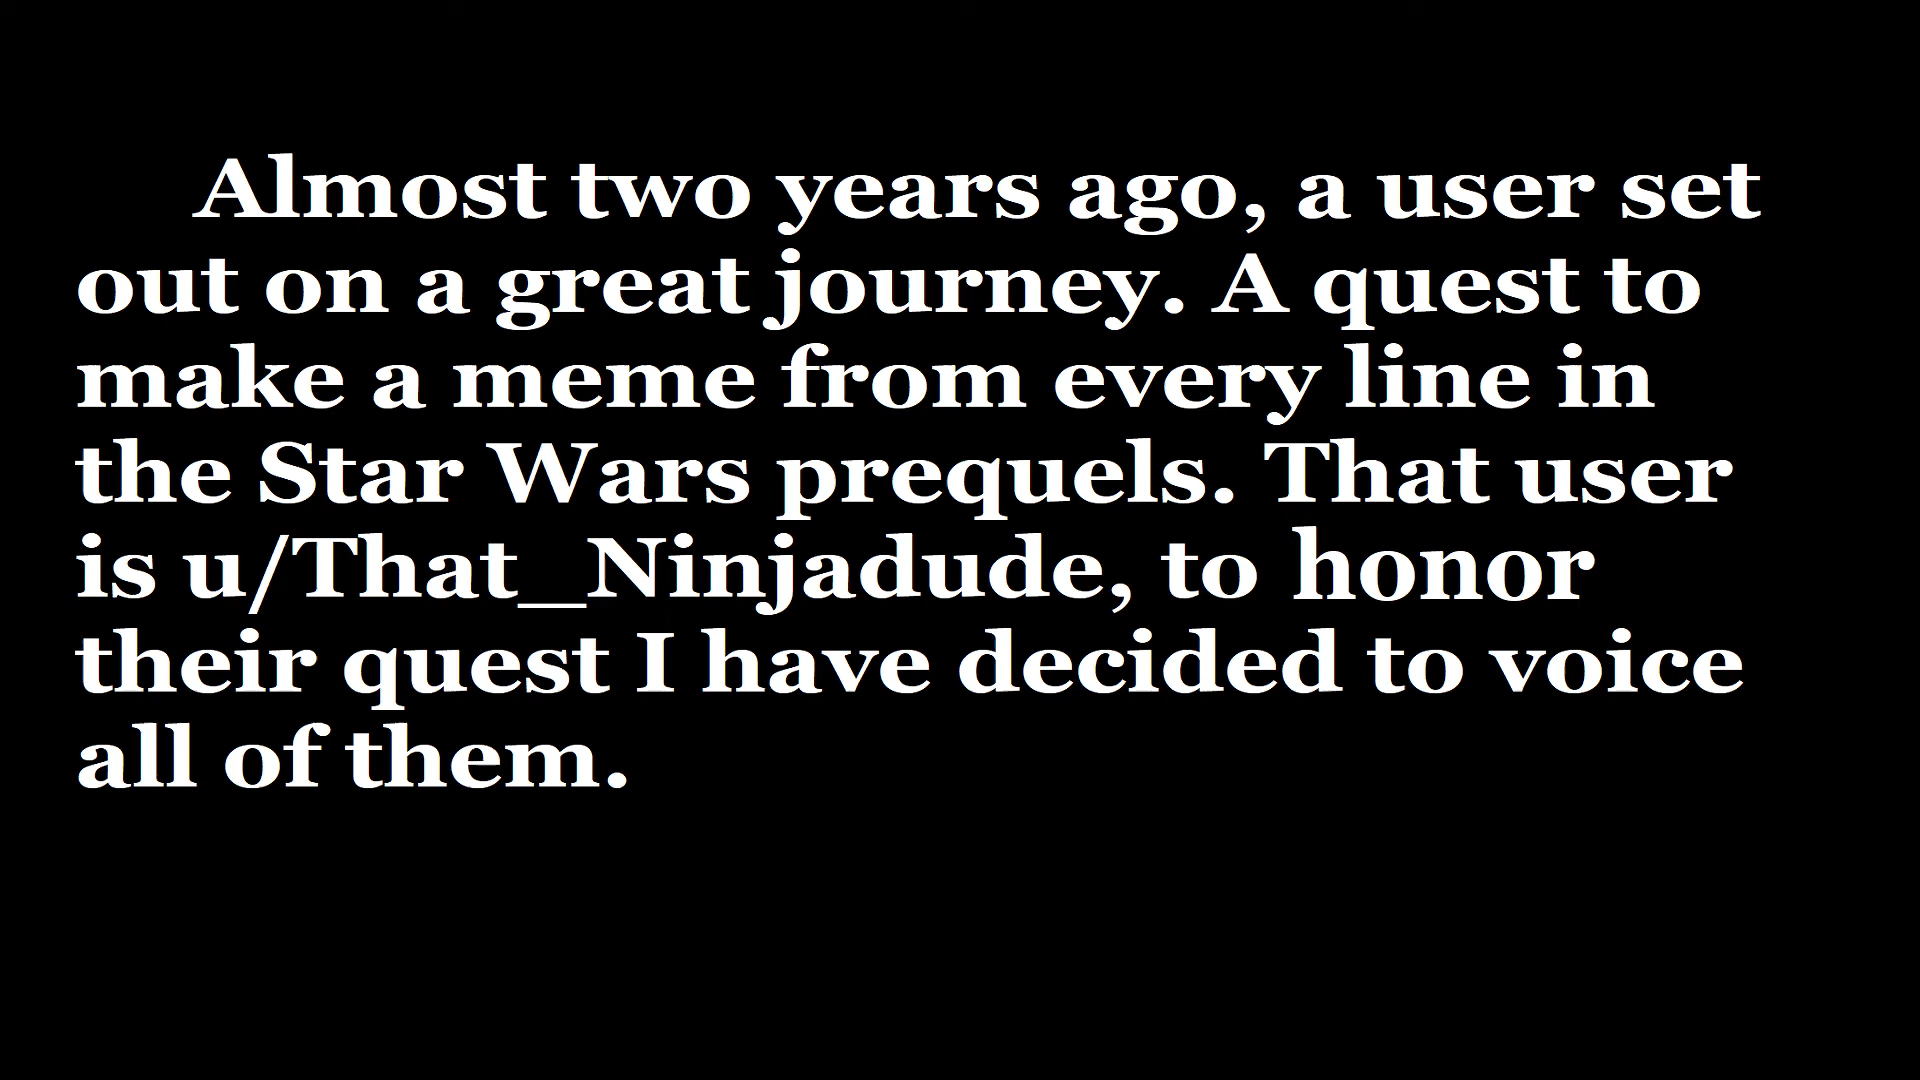 Almost two years ago, a user set
out on a great journey. A quest to
make a meme from every line in
the Star Wars prequels. That user
is u/That_Ninjadude, to honor
their quest I have decided to voice
all of them.